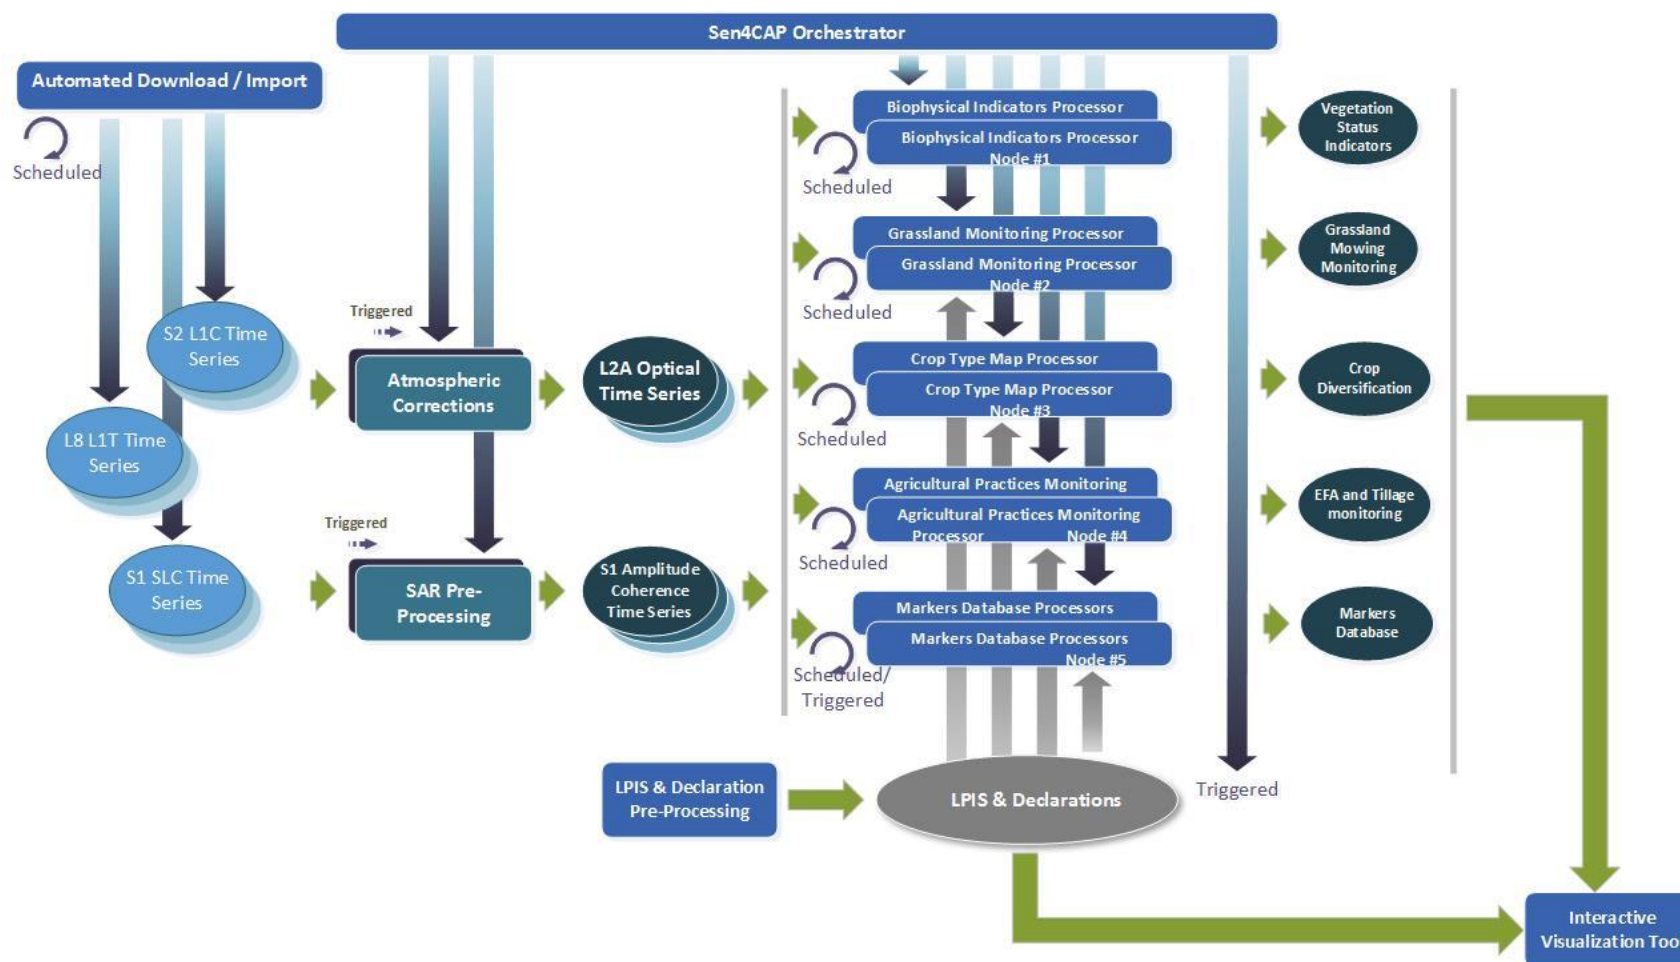 Sen4CAP Orchestrator
Automated Download / Import
Scheduled
S2 L1C Time
Series
L8 L1T Time
Series
S1 SLC Time
Series
Triggered
Atmospheric
Corrections
Triggered
SAR Pre-
Processing
L2A Optical
Time Series
S1 Amplitude
Coherence
Time Series
Biophysical Indicators Processor
Biophysical Indicators Processor
Node #1
Scheduled
Grassland Monitoring Processor
Grassland Monitoring Processor
Node #2
Scheduled
Crop Type Map Processor
Crop Type Map Processor
Node #3
Scheduled
Agricultural Practices Monitoring
Agricultural Practices Monitoring
Processor Node #4
Scheduled
Markers Database Processors
Markers Database Processors
Node #5
Scheduled/
Triggered
LPIS & Declaration
Pre-Processing
LPIS & Declarations
Triggered
Vegetation
Status
Indicators
Grassland
Mowing
Monitoring
Crop
Diversification
EFA and Tillage
monitoring
Markers
Database
Interactive
Visualization Tool